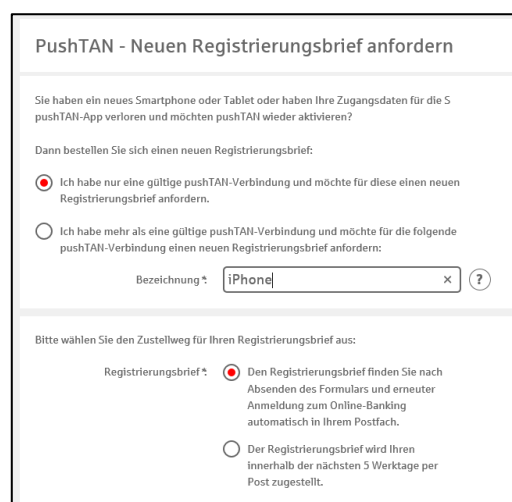 PushTAN - Neuen Registrierungsbrief anfordern
Sie haben ein neues Smartphone oder Tablet oder haben Ihre Zugangsdaten für die S
pushTAN-App verloren und möchten pushTAN wieder aktivieren?
Dann bestellen Sie sich einen neuen Registrierungsbrief:
Ich habe nur eine gültige pushTAN-Verbindung und möchte für diese einen neuen
Registrierungsbrief anfordern.
Ich habe mehr als eine gültige pushTAN-Verbindung und möchte für die folgende
pushTAN-Verbindung einen neuen Registrierungsbrief anfordern:
Bezeichnung *: iPhone × ?
Bitte wählen Sie den Zustellweg für Ihren Registrierungsbrief aus:
Registrierungsbrief *: Den Registrierungsbrief finden Sie nach
Absenden des Formulars und erneuter
Anmeldung zum Online-Banking
automatisch in Ihrem Postfach.
Der Registrierungsbrief wird Ihren
innerhalb der nächsten 5 Werktage per
Post zugestellt.